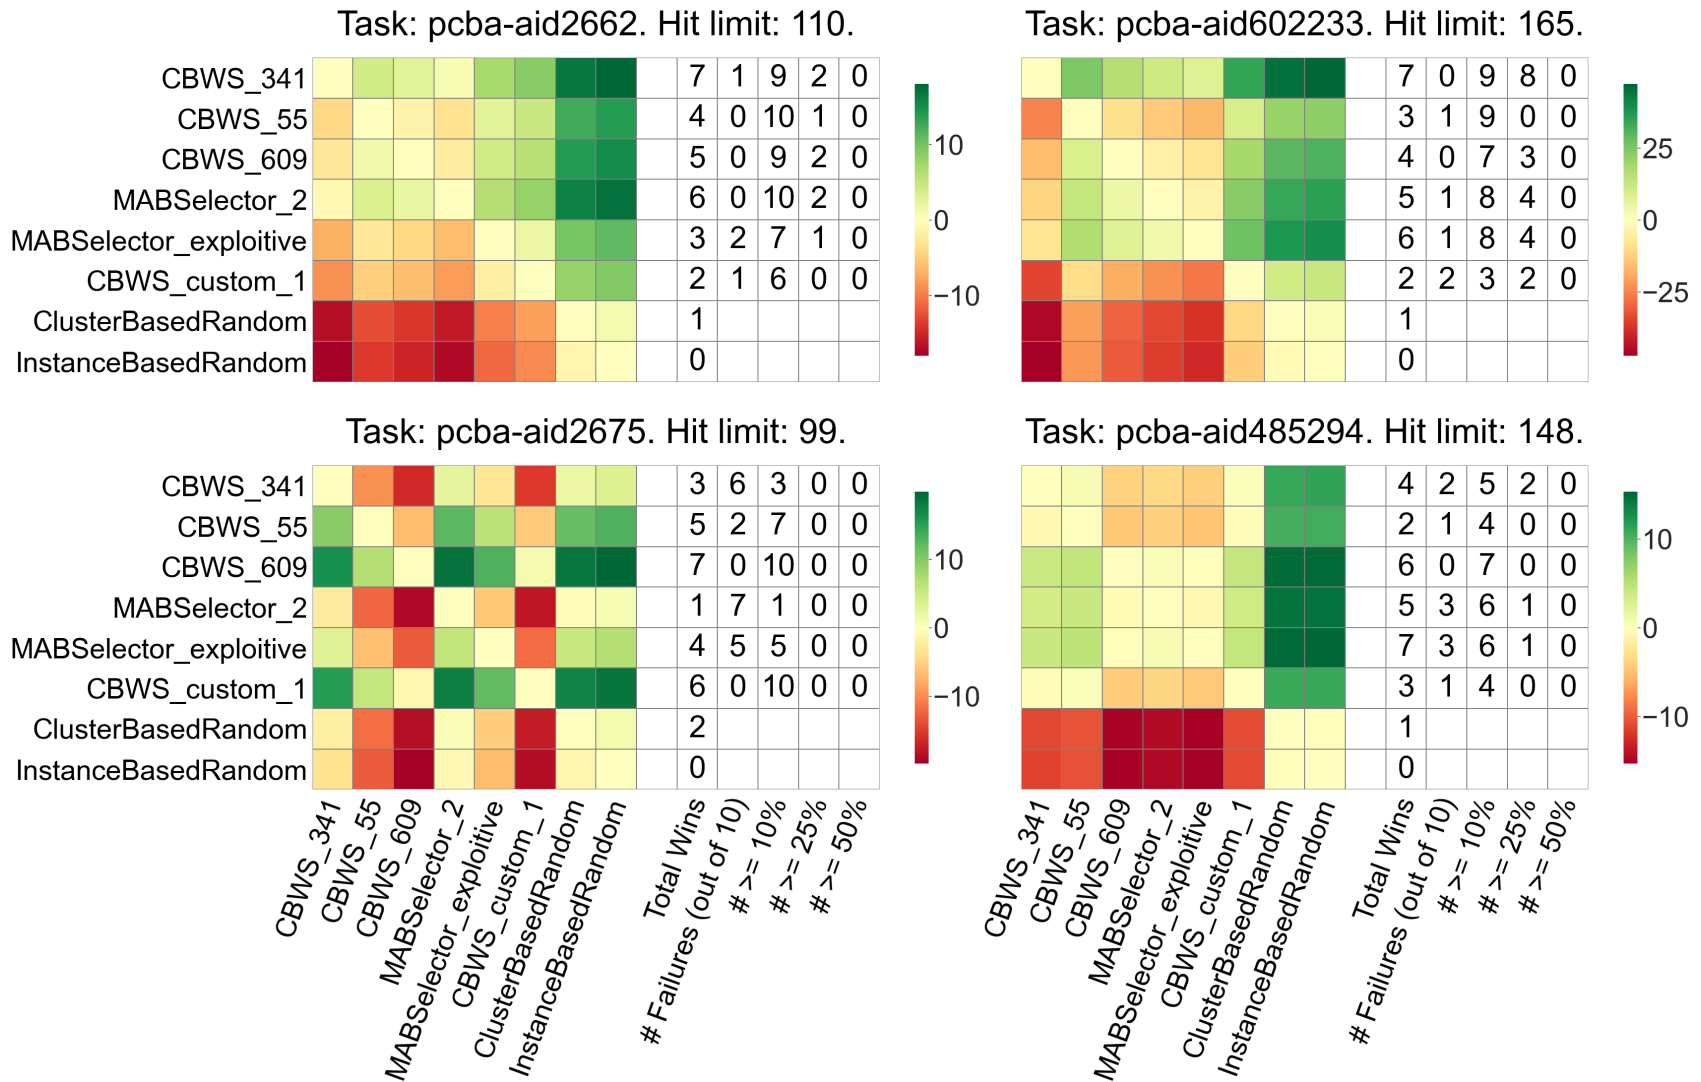 Task: pcba-aid2662. Hit limit: 110.
CBWS_341 7 1 9 2 0
CBWS_55 4 0 10 1 0
CBWS_609 5 0 9 2 0
MABSelector_2 6 0 10 2 0
MABSelector_exploitive 3 2 7 1 0
CBWS_custom_1 2 1 6 0 0
ClusterBasedRandom 1
InstanceBasedRandom 0
10
0
−10
Task: pcba-aid602233. Hit limit: 165.
7 0 9 8 0
3 1 9 0 0
4 0 7 3 0
5 1 8 4 0
6 1 8 4 0
2 2 3 2 0
1
0
25
0
−25
Task: pcba-aid2675. Hit limit: 99.
CBWS_341 3 6 3 0 0
CBWS_55 5 2 7 0 0
CBWS_609 7 0 10 0 0
MABSelector_2 1 7 1 0 0
MABSelector_exploitive 4 5 5 0 0
CBWS_custom_1 6 0 10 0 0
ClusterBasedRandom 2
InstanceBasedRandom 0
10
0
−10
CBWS_341
CBWS_55
CBWS_609
MABSelector_2
MABSelector_exploitive
CBWS_custom_1
ClusterBasedRandom
InstanceBasedRandom
Total Wins
# Failures (out of 10)
# >= 10%
# >= 25%
# >= 50%
Task: pcba-aid485294. Hit limit: 148.
4 2 5 2 0
2 1 4 0 0
6 0 7 0 0
5 3 6 1 0
7 3 6 1 0
3 1 4 0 0
1
0
10
0
−10
CBWS_341
CBWS_55
CBWS_609
MABSelector_2
MABSelector_exploitive
CBWS_custom_1
ClusterBasedRandom
InstanceBasedRandom
Total Wins
# Failures (out of 10)
# >= 10%
# >= 25%
# >= 50%